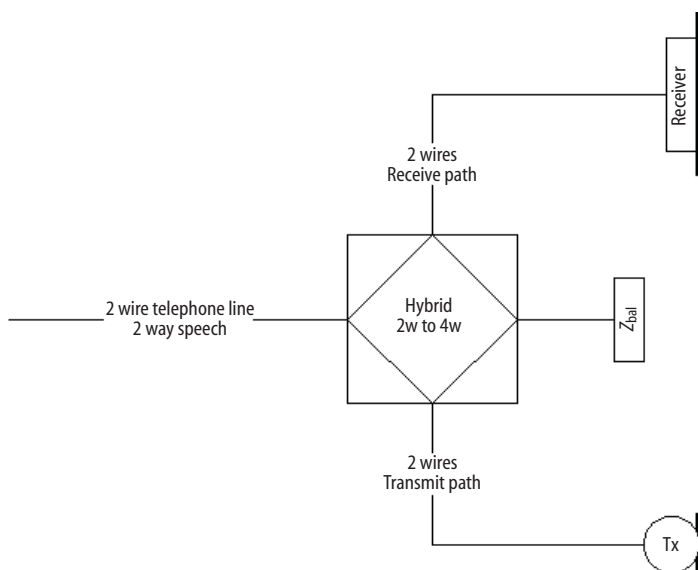 Receiver
2 wires
Receive path
2 wire telephone line
2 way speech
Hybrid
2w to 4w
Zbal
2 wires
Transmit path
Tx